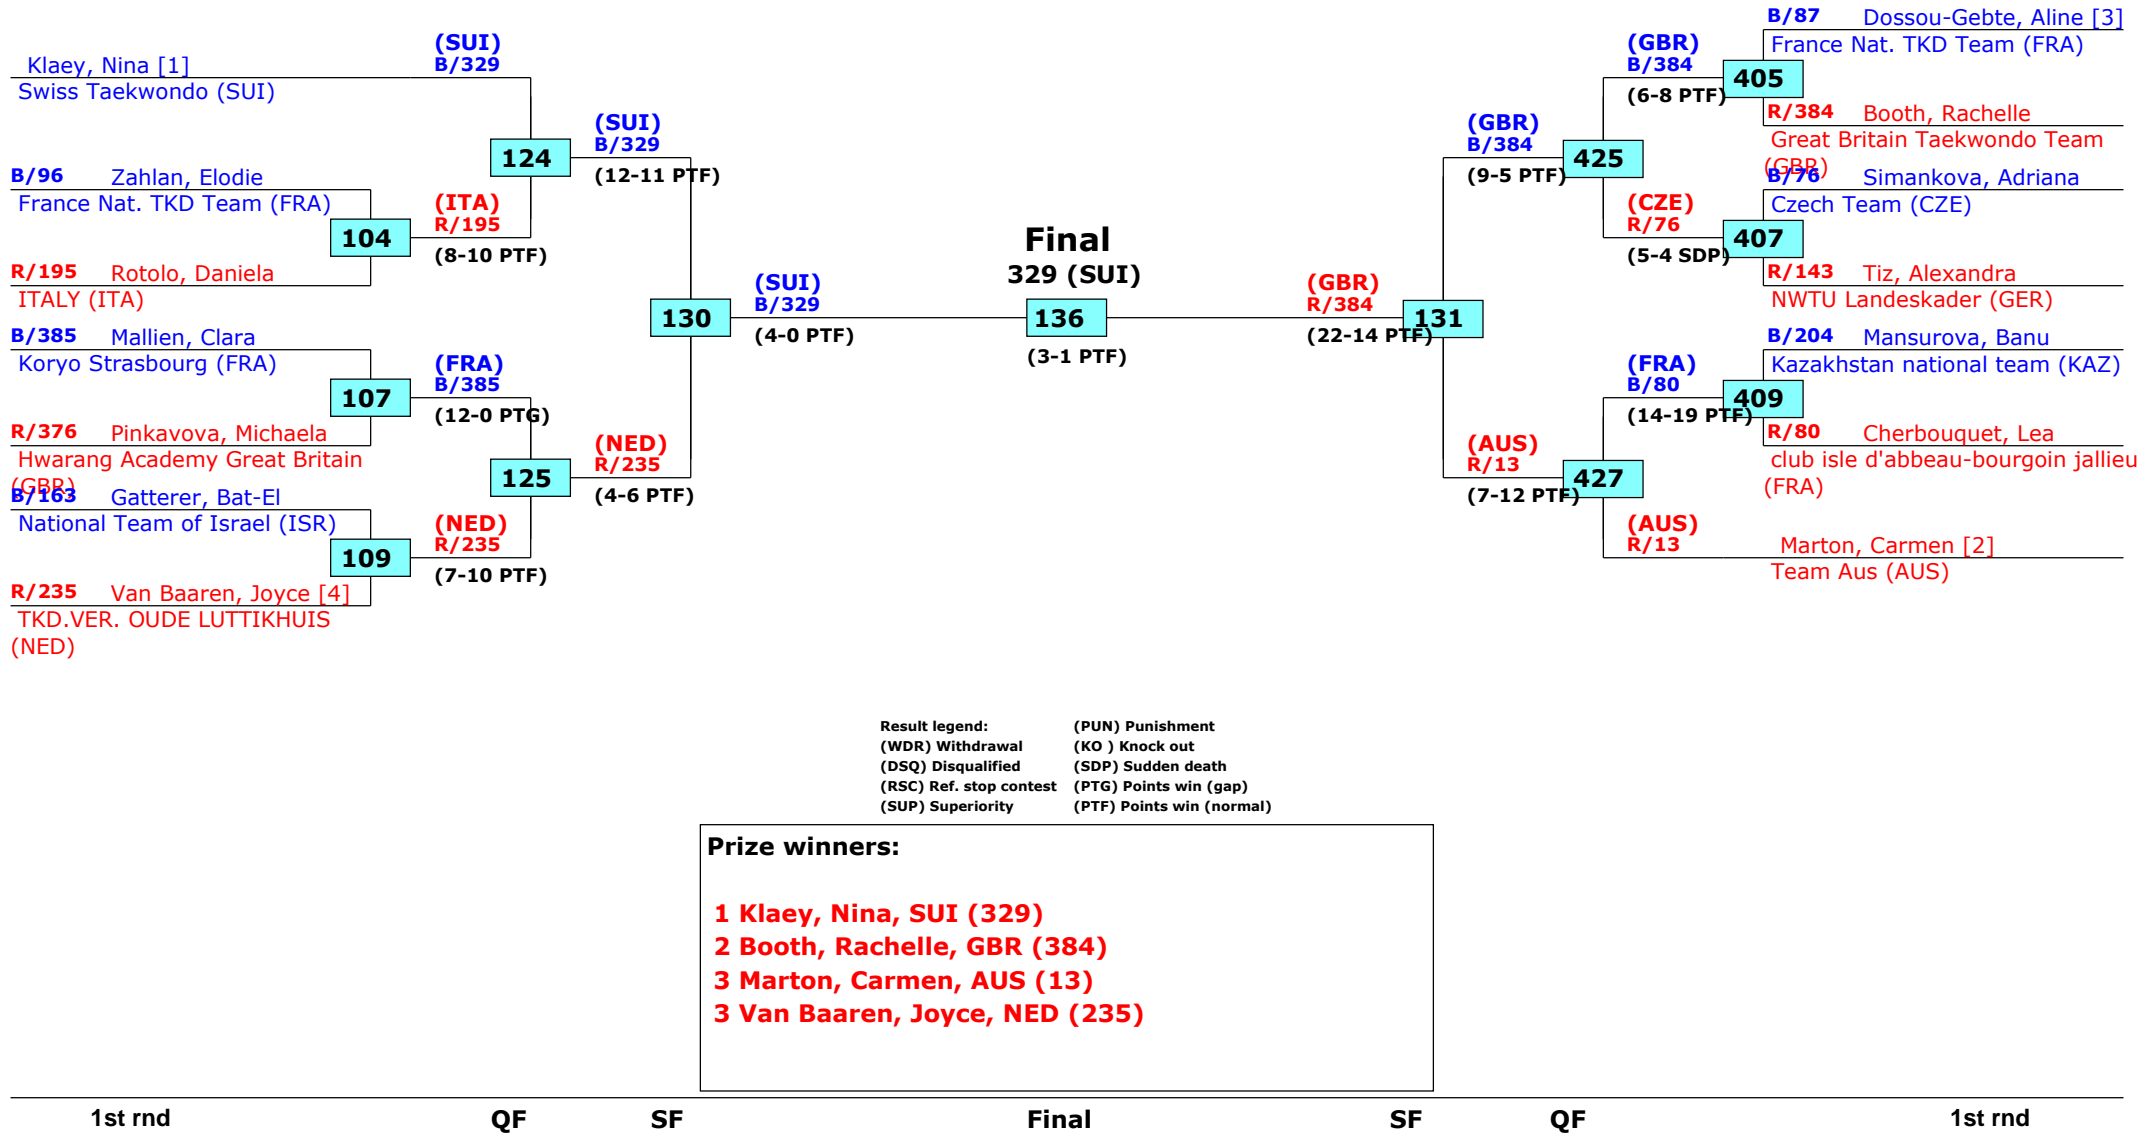 Klaey, Nina [1]
Swiss Taekwondo (SUI)
B/96 Zahlan, Elodie
France Nat. TKD Team (FRA)
104
R/195 Rotolo, Daniela
ITALY (ITA)
B/385 Mallien, Clara
Koryo Strasbourg (FRA)
107
R/376 Pinkavova, Michaela
Hwarang Academy Great Britain
(GBR)
B/163 Gatterer, Bat-El
National Team of Israel (ISR)
109
R/235 Van Baaren, Joyce [4]
TKD.VER. OUDE LUTTIKHUIS
(NED)
(SUI)
B/329
124
(ITA)
R/195
(8-10 PTF)
(FRA)
B/385
(12-0 PTG)
125
(NED)
R/235
(7-10 PTF)
(SUI)
B/329
(12-11 PTF)
130
(NED)
R/235
(4-6 PTF)
(SUI)
B/329
(4-0 PTF)
Final
329 (SUI)
136
(3-1 PTF)
(GBR)
R/384
(22-14 PTF)
131
(GBR)
B/384
(9-5 PTF)
425
(AUS)
R/13
(7-12 PTF)
427
(GBR)
B/384
(6-8 PTF)
405
(CZE)
R/76
(5-4 SDP)
407
(FRA)
B/80
(14-19 PTF)
409
(AUS)
R/13
B/87 Dossou-Gebte, Aline [3]
France Nat. TKD Team (FRA)
R/384 Booth, Rachelle
Great Britain Taekwondo Team
(GBR)
B/76 Simankova, Adriana
Czech Team (CZE)
R/143 Tiz, Alexandra
NWTU Landeskader (GER)
B/204 Mansurova, Banu
Kazakhstan national team (KAZ)
R/80 Cherbouquet, Lea
club isle d'abbeau-bourgoin jallieu
(FRA)
Marton, Carmen [2]
Team Aus (AUS)
Result legend: (PUN) Punishment
(WDR) Withdrawal (KO ) Knock out
(DSQ) Disqualified (SDP) Sudden death
(RSC) Ref. stop contest (PTG) Points win (gap)
(SUP) Superiority (PTF) Points win (normal)
Prize winners:
1 Klaey, Nina, SUI (329)
2 Booth, Rachelle, GBR (384)
3 Marton, Carmen, AUS (13)
3 Van Baaren, Joyce, NED (235)
1st rnd QF SF Final SF QF 1st rnd